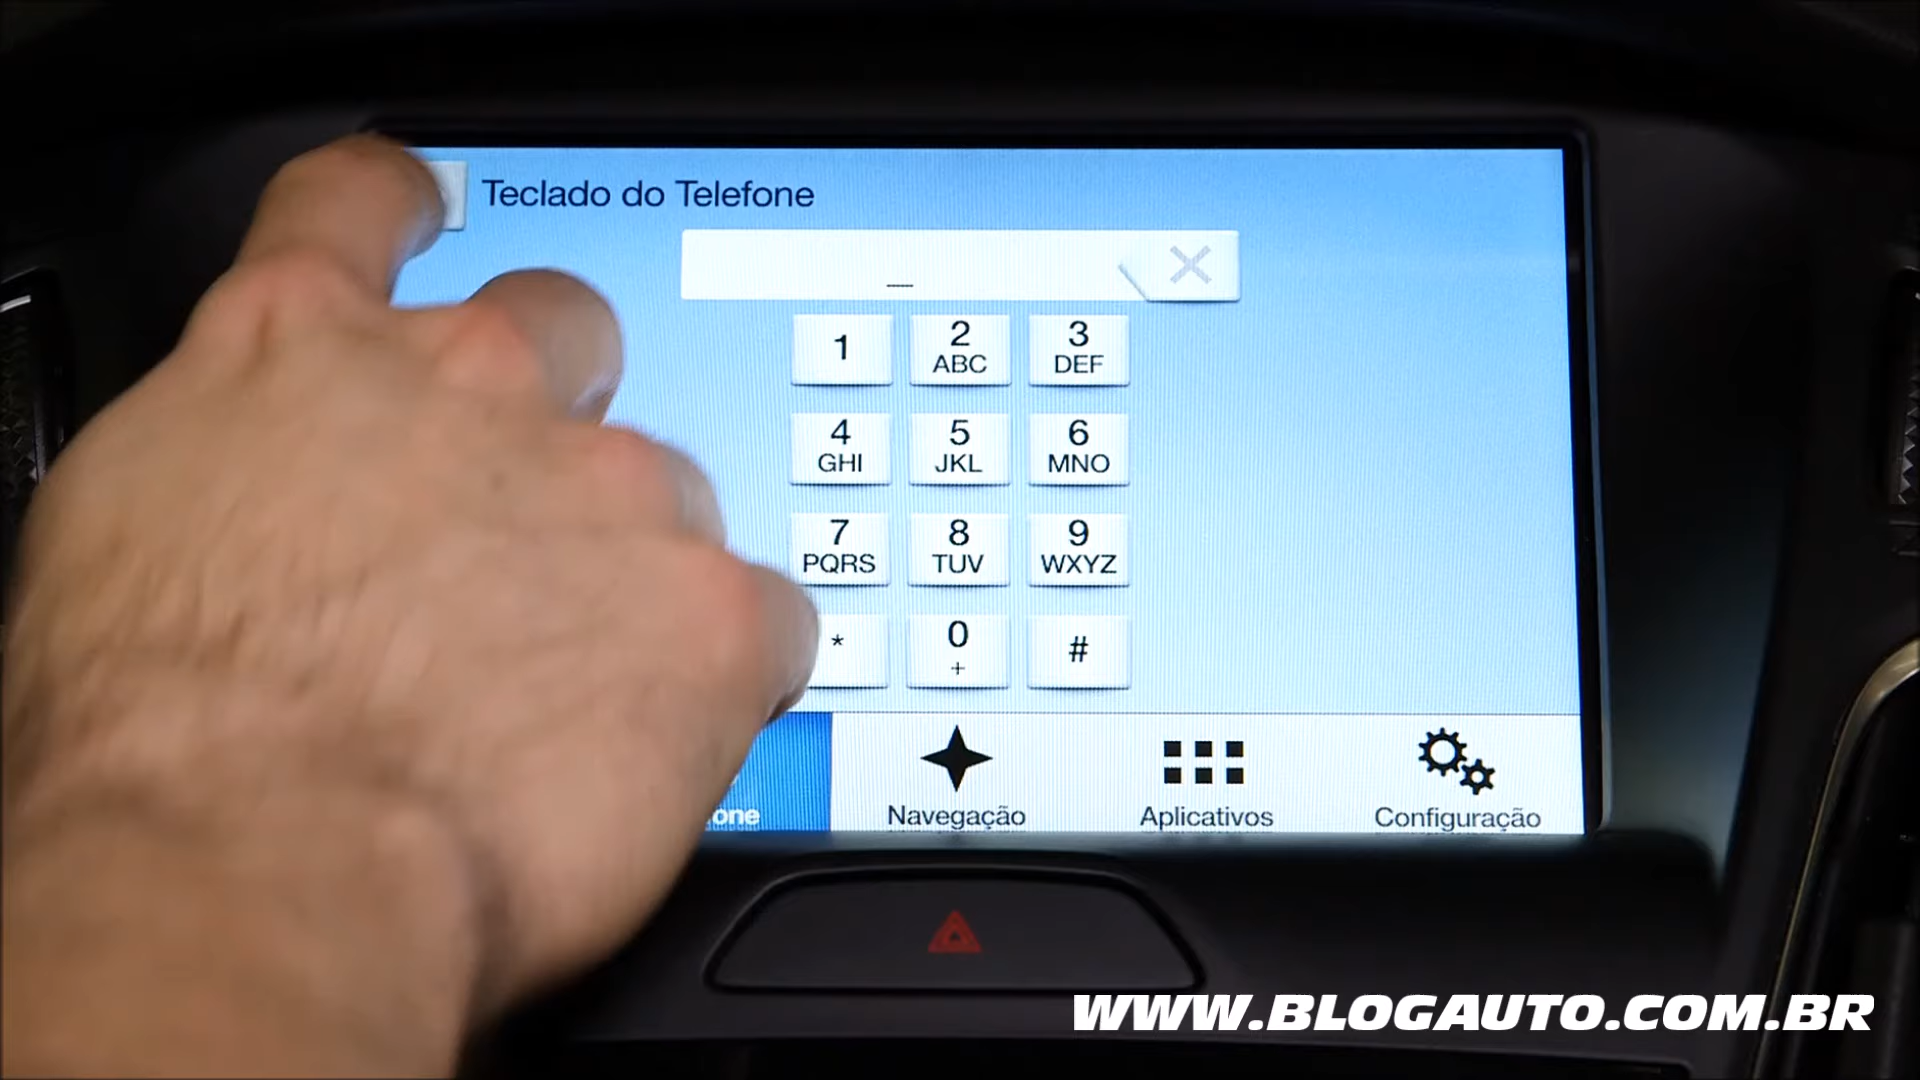 Teclado do Telefone
_
1
2
ABC
3
DEF
4
GHI
5
JKL
6
MNO
7
PQRS
8
TUV
9
WXYZ
*
0
+
#
one
Navegação
Aplicativos
Configuração
WWW.BLOGAUTO.COM.BR